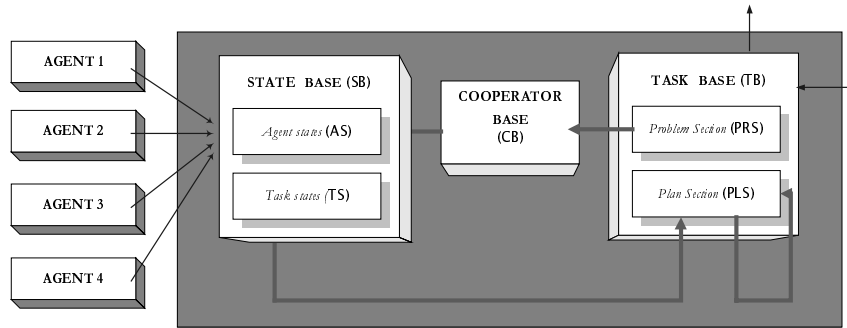 AGENT 1
AGENT 2
AGENT 3
AGENT 4
STATE BASE (SB)
Agent states (AS)
Task states (TS)
COOPERATOR
BASE
(CB)
TASK BASE (TB)
Problem Section (PRS)
Plan Section (PLS)